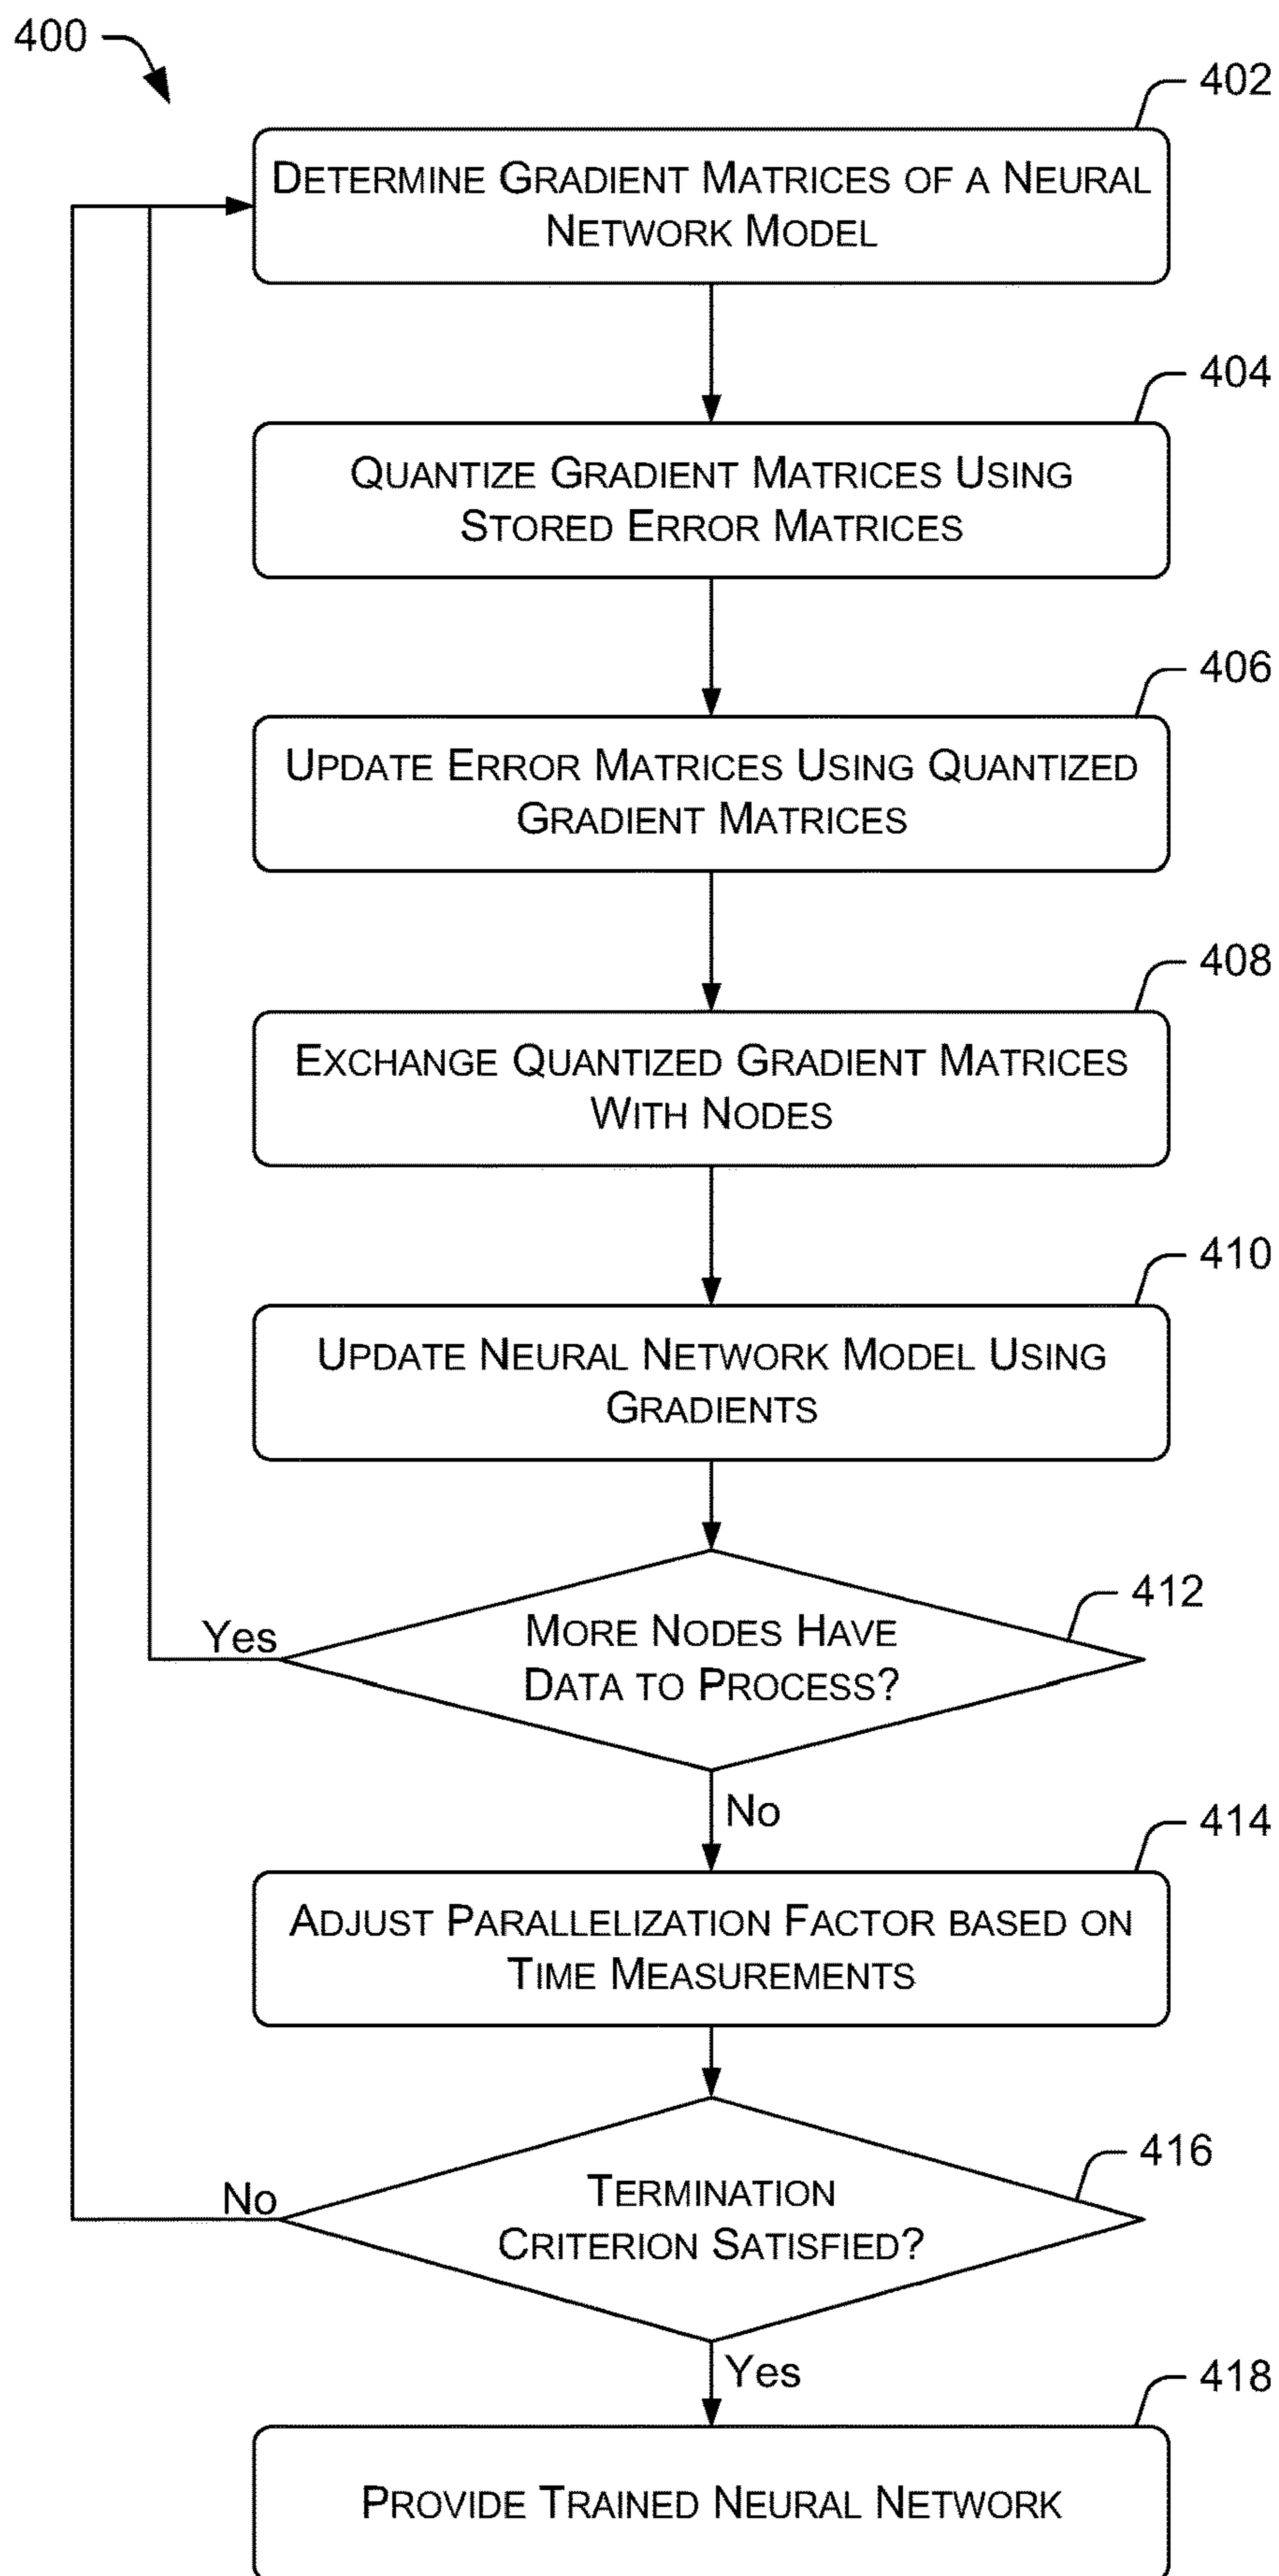 400
402
DETERMINE GRADIENT MATRICES OF A NEURAL
NETWORK MODEL
404
QUANTIZE GRADIENT MATRICES USING
STORED ERROR MATRICES
406
UPDATE ERROR MATRICES USING QUANTIZED
GRADIENT MATRICES
408
EXCHANGE QUANTIZED GRADIENT MATRICES
WITH NODES
410
UPDATE NEURAL NETWORK MODEL USING
GRADIENTS
412
MORE NODES HAVE
DATA TO PROCESS?
Yes
No
414
ADJUST PARALLELIZATION FACTOR BASED ON
TIME MEASUREMENTS
416
TERMINATION
CRITERION SATISFIED?
No
Yes
418
PROVIDE TRAINED NEURAL NETWORK